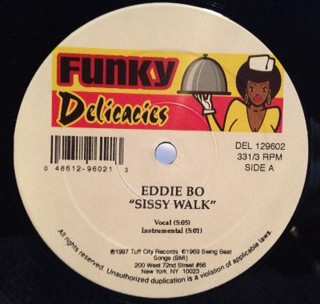 FUNKY
Delicacies
DEL 129602
33 1/3 RPM
SIDE A
0 48612-96021 3
EDDIE BO
"SISSY WALK"
Vocal (5:05)
Instrumental (5:01)
℗1997 Tuff City Records ©1969 Swing Beat
Songs (BMI)
200 West 72nd Street #56
New York, NY 10023
All rights reserved. Unauthorized duplication is a violation of applicable laws.